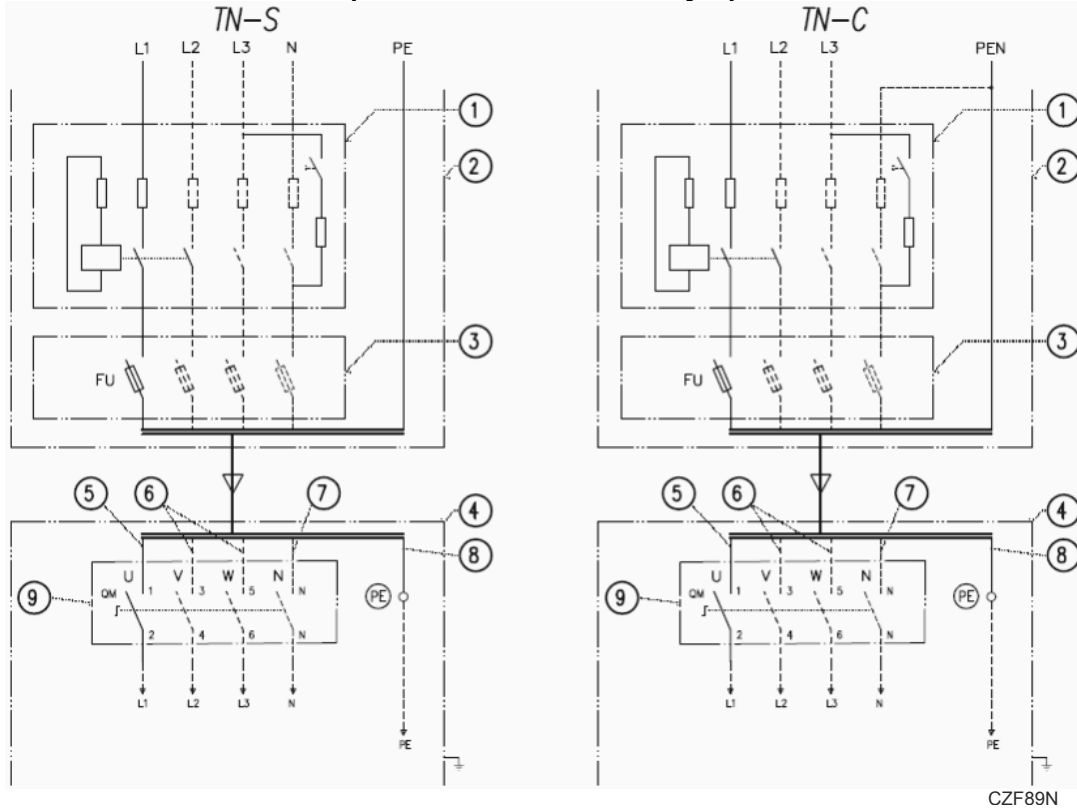 TN-S TN-C
L1 L2 L3 N PE L1 L2 L3 PEN
1 1
2 2
3 3
FU FU
5 6 7 5 6 7
4 4
8 8
U V W N U V W N
9 QM 1 3 5 N PE 9 QM 1 3 5 N PE
2 4 6 N 2 4 6 N
L1 L2 L3 N L1 L2 L3 N
PE PE
CZF89N